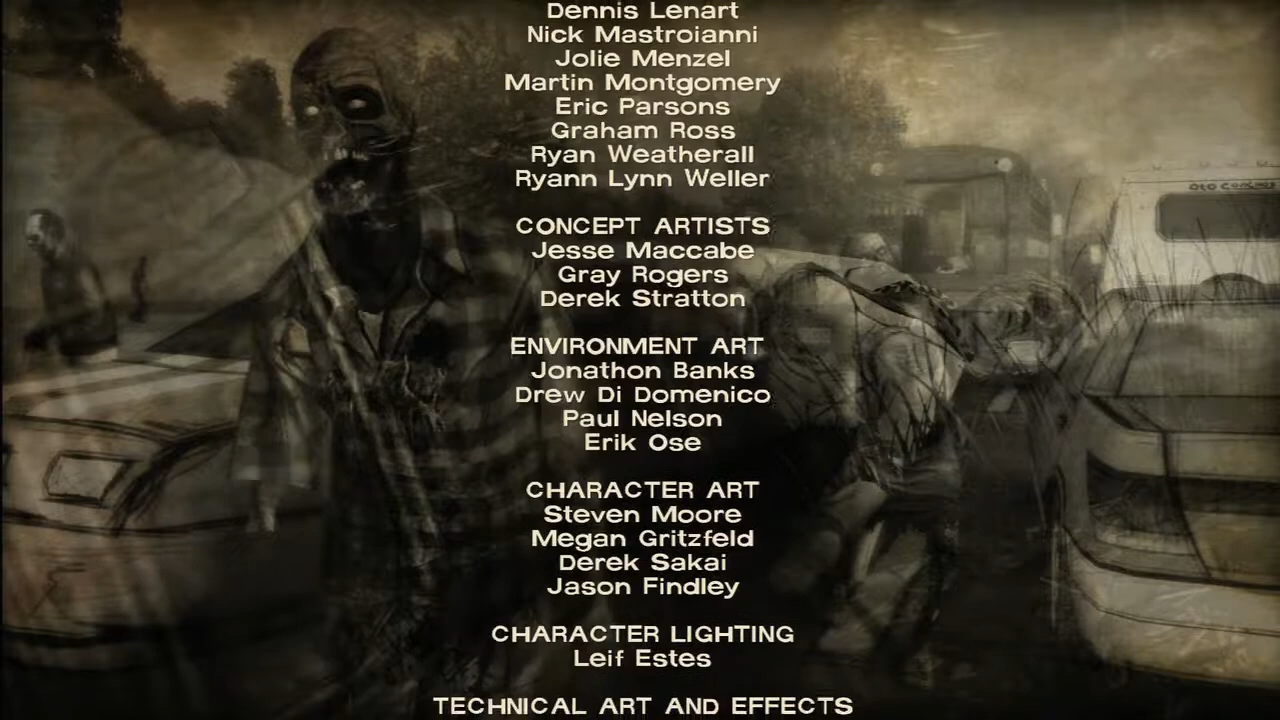 Dennis Lenart
Nick Mastroianni
Jolie Menzel
Martin Montgomery
Eric Parsons
Graham Ross
Ryan Weatherall
Ryann Lynn Weller
CONCEPT ARTISTS
Jesse Maccabe
Gray Rogers
Derek Stratton
ENVIRONMENT ART
Jonathon Banks
Drew Di Domenico
Paul Nelson
Erik Ose
CHARACTER ART
Steven Moore
Megan Gritzfeld
Derek Sakai
Jason Findley
CHARACTER LIGHTING
Leif Estes
TECHNICAL ART AND EFFECTS